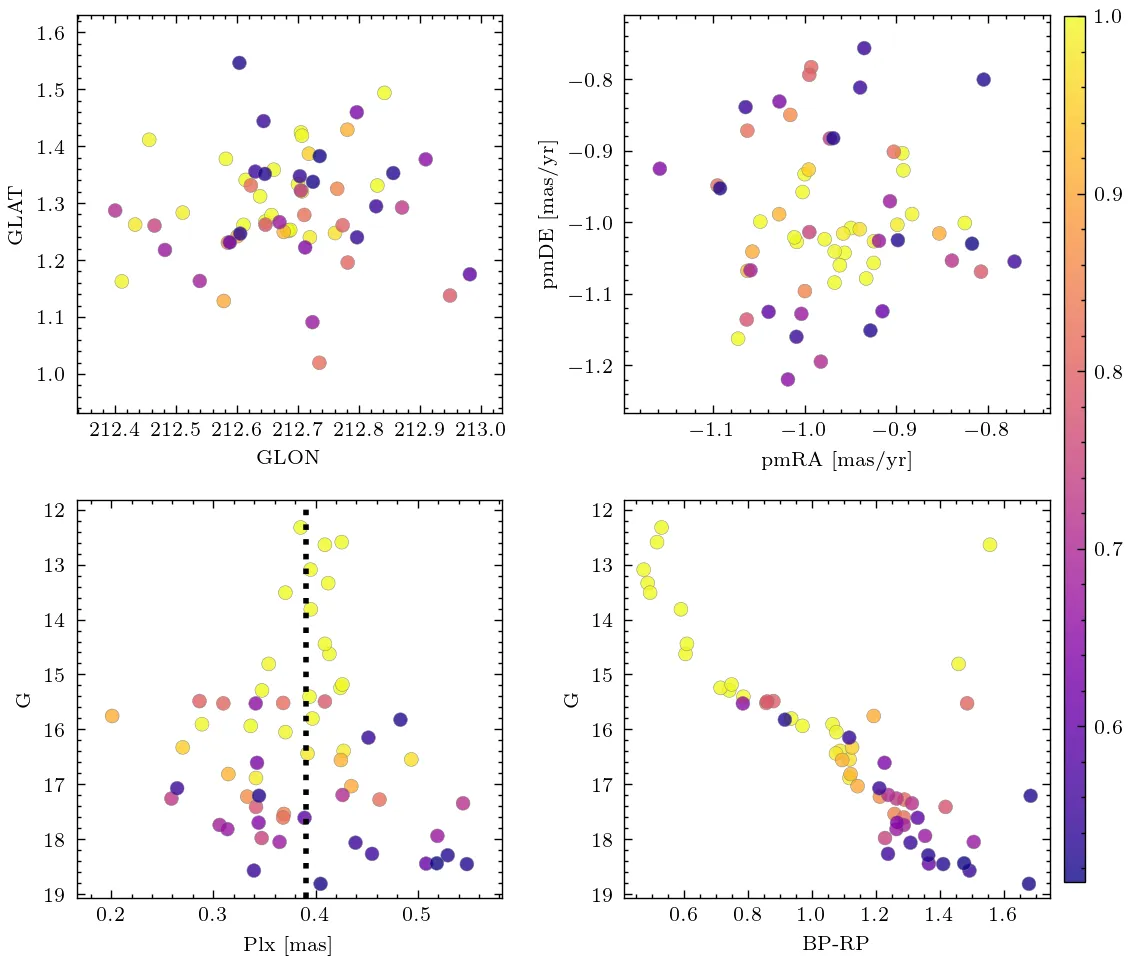 1.6
1.5
1.4
1.3
1.2
1.1
1.0
GLAT
212.4 212.5 212.6 212.7 212.8 212.9 213.0
GLON
−0.8
−0.9
−1.0
−1.1
−1.2
pmDE [mas/yr]
−1.1 −1.0 −0.9 −0.8
pmRA [mas/yr]
1.0
0.9
0.8
0.7
0.6
12
13
14
15
16
17
18
19
G
0.2 0.3 0.4 0.5
Plx [mas]
12
13
14
15
16
17
18
19
G
0.6 0.8 1.0 1.2 1.4 1.6
BP-RP